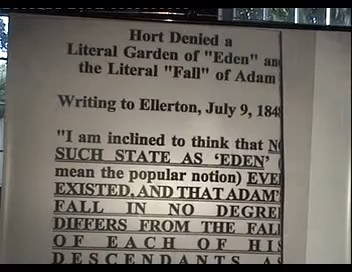 Hort Denied a
Literal Garden of "Eden"
the Literal "Fall" of Adam
Writing to Ellerton, July 9,
"I am inclined to think that
SUCH STATE AS 'EDEN'
mean the popular notion)
EXISTED, AND THAT ADAM'
FALL IN NO
DIFFERS FROM THE
OF EACH OF
DESCENDANTS